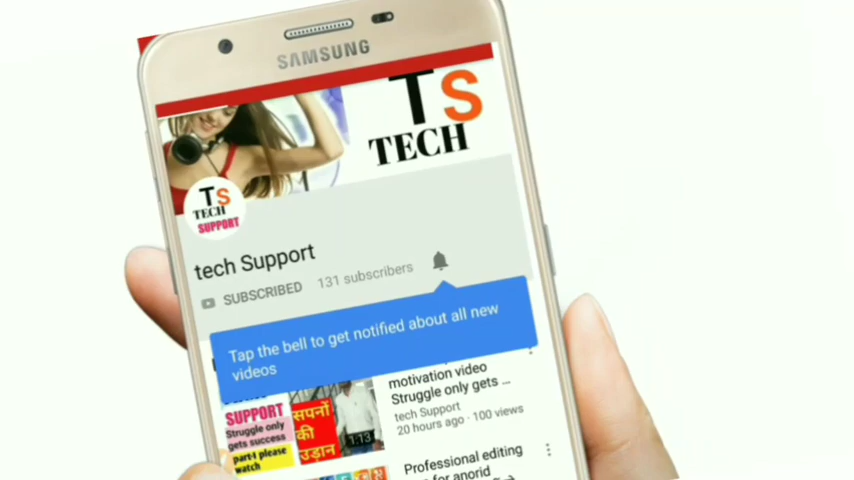 SAMSUNG
TS
TECH
TS
TECH
SUPPORT
tech Support
SUBSCRIBED 131 subscribers
Tap the bell to get notified about all new
videos
SUPPORT
Struggle only
gets success
part-I please
watch
सपनों
की
उड़ान
1:13
motivation video
Struggle only gets ...
tech Support
20 hours ago · 100 views
Professional editing
for anorid